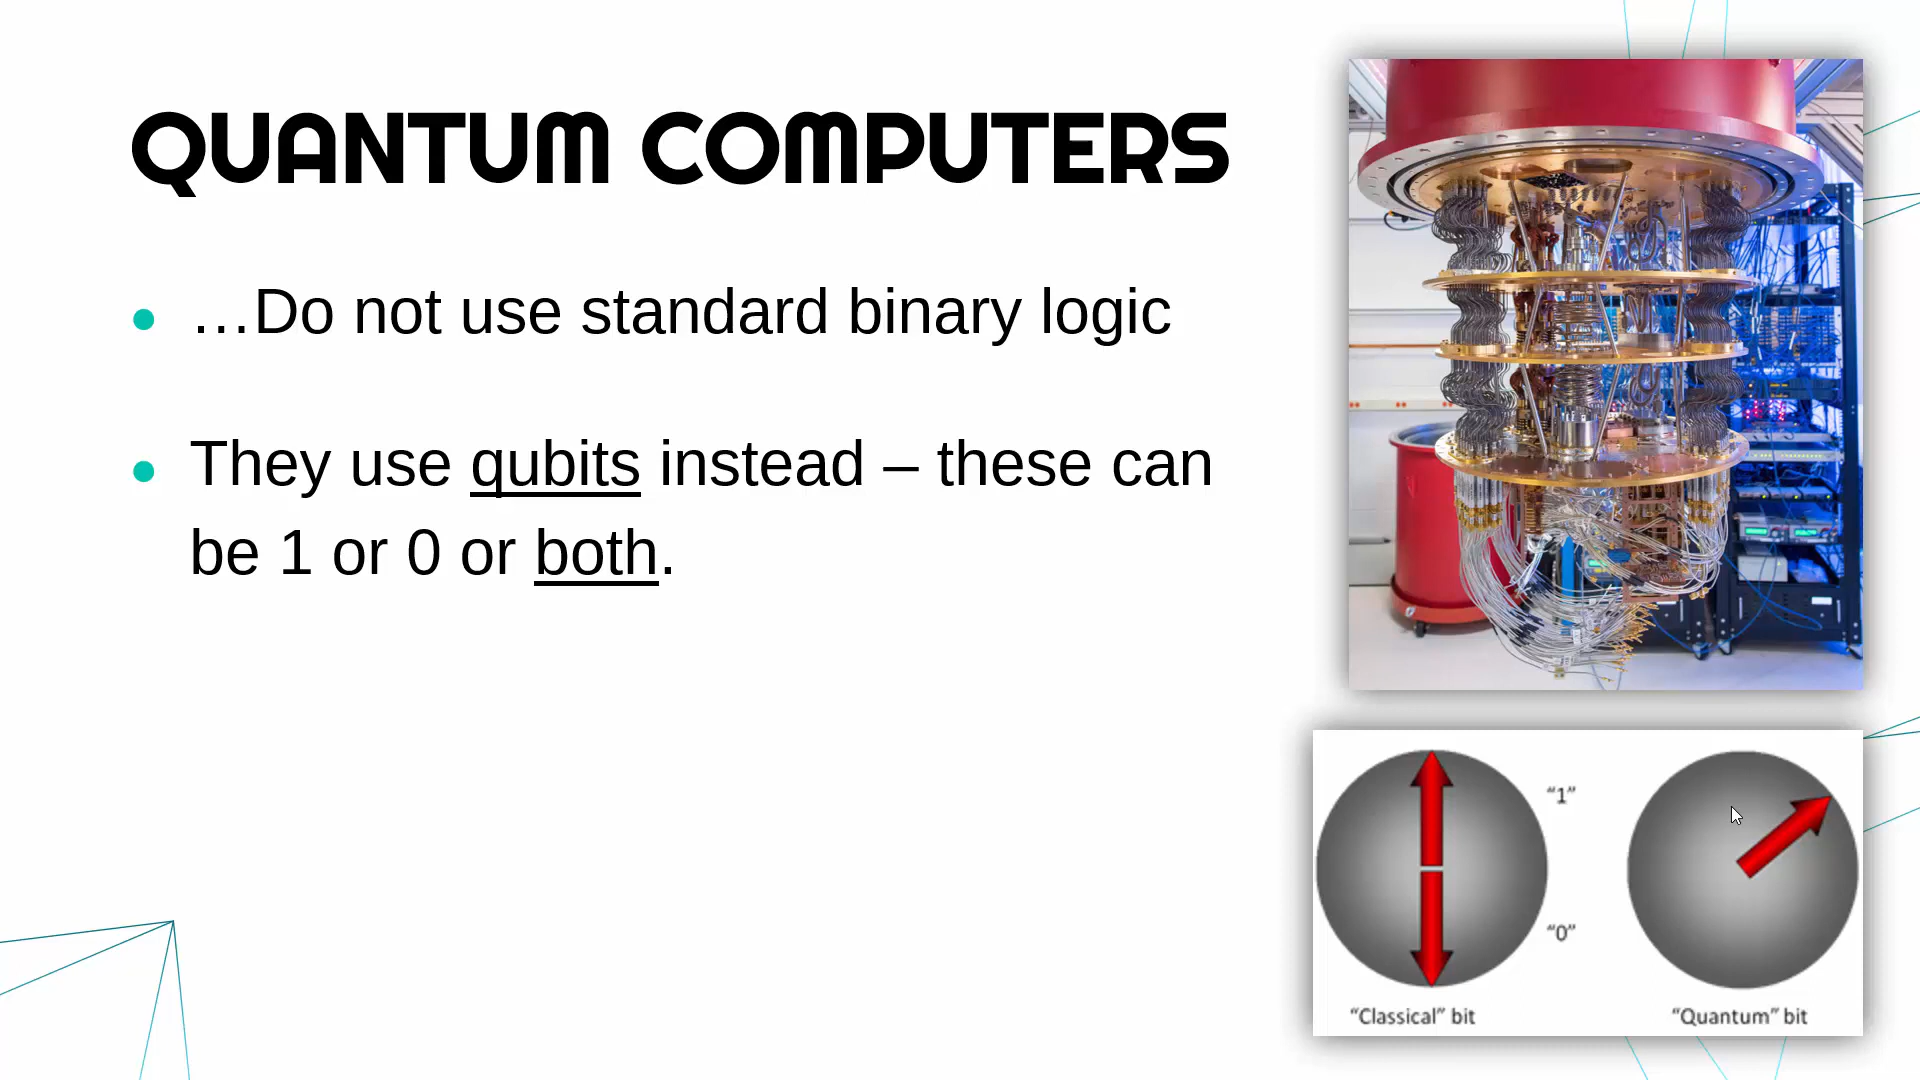 QUANTUM COMPUTERS
…Do not use standard binary logic
They use qubits instead – these can
be 1 or 0 or both.
“1”
“0”
“Classical” bit
“Quantum” bit